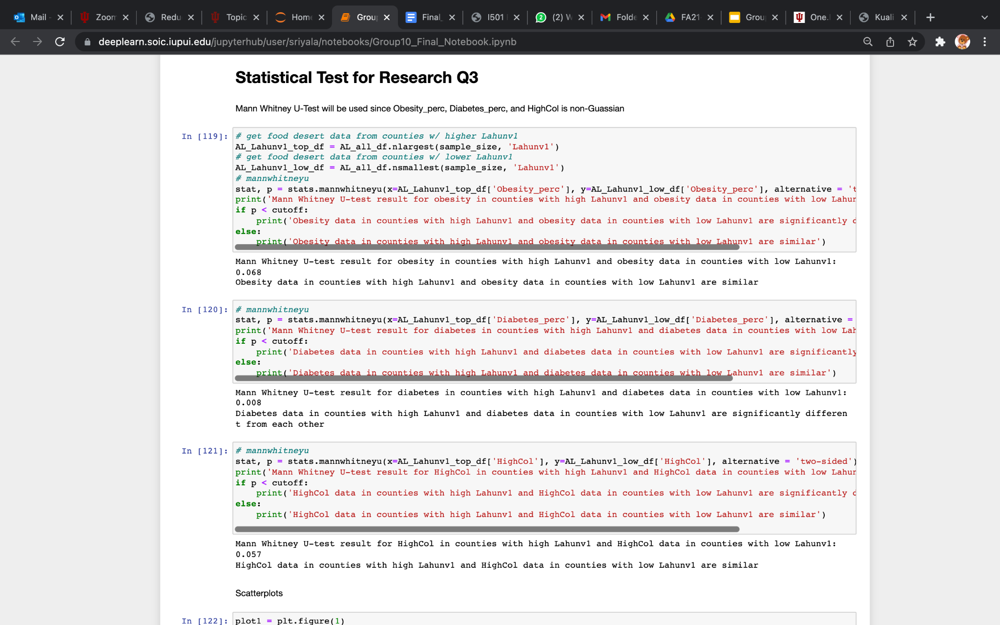 Mail - Zoom Redu Topic Home Group Final_ I501 (2) W Folde FA21- Group One.I Kuali
deeplearn.soic.iupui.edu/jupyterhub/user/sriyala/notebooks/Group10_Final_Notebook.ipynb
Statistical Test for Research Q3
Mann Whitney U-Test will be used since Obesity_perc, Diabetes_perc, and HighCol is non-Guassian
In [119]: # get food desert data from counties w/ higher Lahunv1
AL_Lahunv1_top_df = AL_all_df.nlargest(sample_size, 'Lahunv1')
# get food desert data from counties w/ lower Lahunv1
AL_Lahunv1_low_df = AL_all_df.nsmallest(sample_size, 'Lahunv1')
# mannwhitneyu
stat, p = stats.mannwhitneyu(x=AL_Lahunv1_top_df['Obesity_perc'], y=AL_Lahunv1_low_df['Obesity_perc'], alternative = 't
print('Mann Whitney U-test result for obesity in counties with high Lahunv1 and obesity data in counties with low Lahun
if p < cutoff:
print('Obesity data in counties with high Lahunv1 and obesity data in counties with low Lahunv1 are significantly d
else:
print('Obesity data in counties with high Lahunv1 and obesity data in counties with low Lahunv1 are similar')
Mann Whitney U-test result for obesity in counties with high Lahunv1 and obesity data in counties with low Lahunv1:
0.068
Obesity data in counties with high Lahunv1 and obesity data in counties with low Lahunv1 are similar
In [120]: # mannwhitneyu
stat, p = stats.mannwhitneyu(x=AL_Lahunv1_top_df['Diabetes_perc'], y=AL_Lahunv1_low_df['Diabetes_perc'], alternative =
print('Mann Whitney U-test result for diabetes in counties with high Lahunv1 and diabetes data in counties with low Lah
if p < cutoff:
print('Diabetes data in counties with high Lahunv1 and diabetes data in counties with low Lahunv1 are significantly
else:
print('Diabetes data in counties with high Lahunv1 and diabetes data in counties with low Lahunv1 are similar')
Mann Whitney U-test result for diabetes in counties with high Lahunv1 and diabetes data in counties with low Lahunv1:
0.008
Diabetes data in counties with high Lahunv1 and diabetes data in counties with low Lahunv1 are significantly differen
t from each other
In [121]: # mannwhitneyu
stat, p = stats.mannwhitneyu(x=AL_Lahunv1_top_df['HighCol'], y=AL_Lahunv1_low_df['HighCol'], alternative = 'two-sided')
print('Mann Whitney U-test result for HighCol in counties with high Lahunv1 and HighCol data in counties with low Lahun
if p < cutoff:
print('HighCol data in counties with high Lahunv1 and HighCol data in counties with low Lahunv1 are significantly d
else:
print('HighCol data in counties with high Lahunv1 and HighCol data in counties with low Lahunv1 are similar')
Mann Whitney U-test result for HighCol in counties with high Lahunv1 and HighCol data in counties with low Lahunv1:
0.057
HighCol data in counties with high Lahunv1 and HighCol data in counties with low Lahunv1 are similar
Scatterplots
In [122]: plot1 = plt.figure(1)